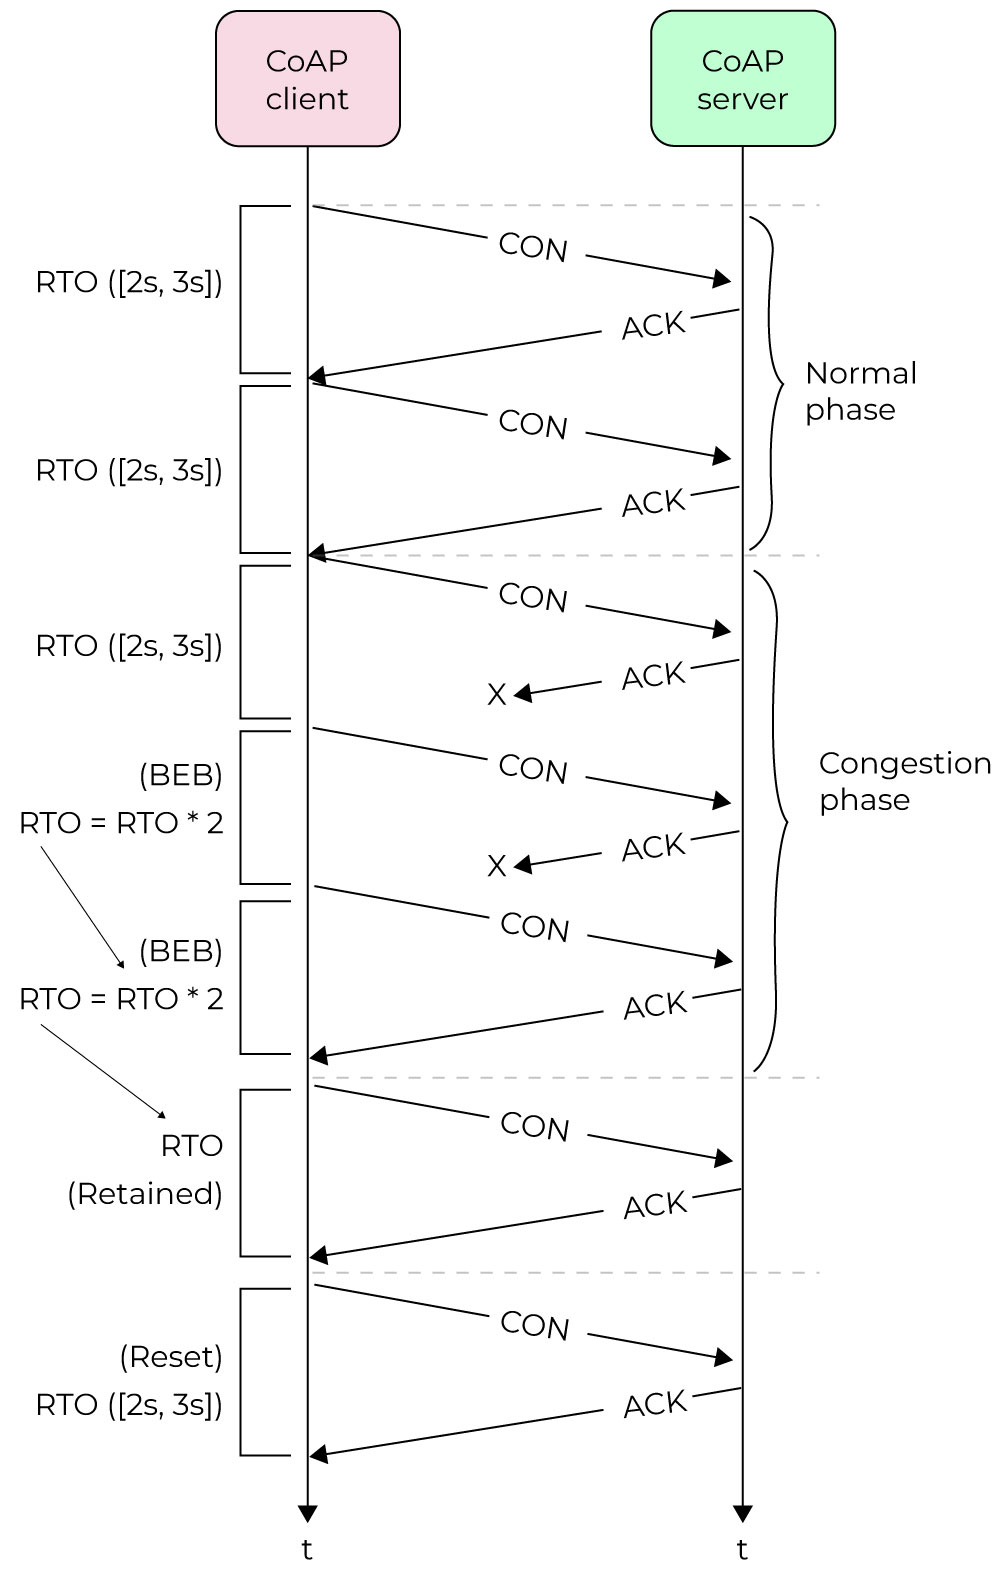 CoAP
client
CoAP
server
CON
RTO ([2s, 3s])
ACK
Normal
phase
CON
RTO ([2s, 3s])
ACK
CON
RTO ([2s, 3s])
ACK
X
CON
Congestion
phase
(BEB)
RTO = RTO * 2
ACK
X
CON
(BEB)
RTO = RTO * 2
ACK
CON
RTO
(Retained)
ACK
CON
(Reset)
RTO ([2s, 3s])
ACK
t
t